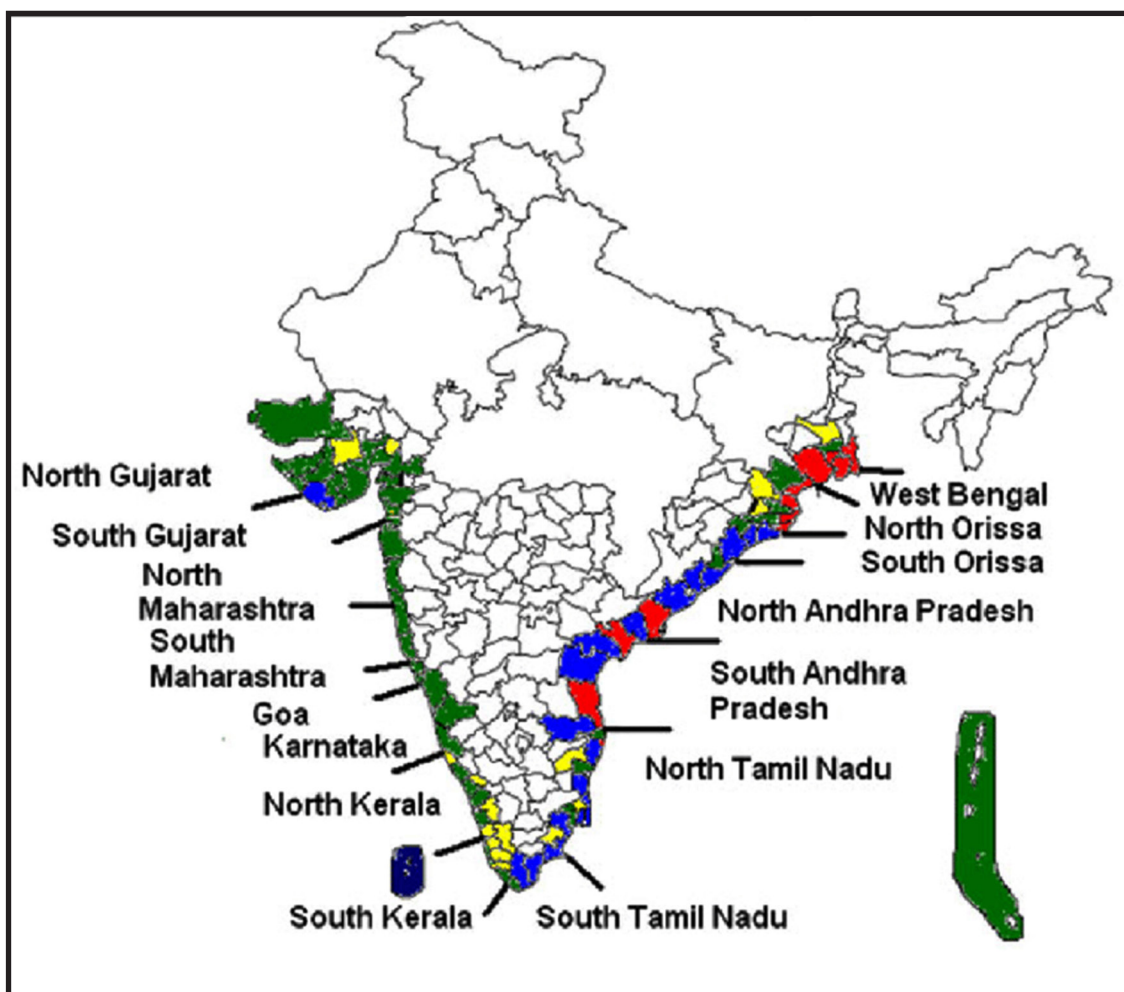 North Gujarat
South Gujarat
North
Maharashtra
South
Maharashtra
Goa
Karnataka
North Kerala
South Kerala
South Tamil Nadu
West Bengal
North Orissa
South Orissa
North Andhra Pradesh
South Andhra
Pradesh
North Tamil Nadu